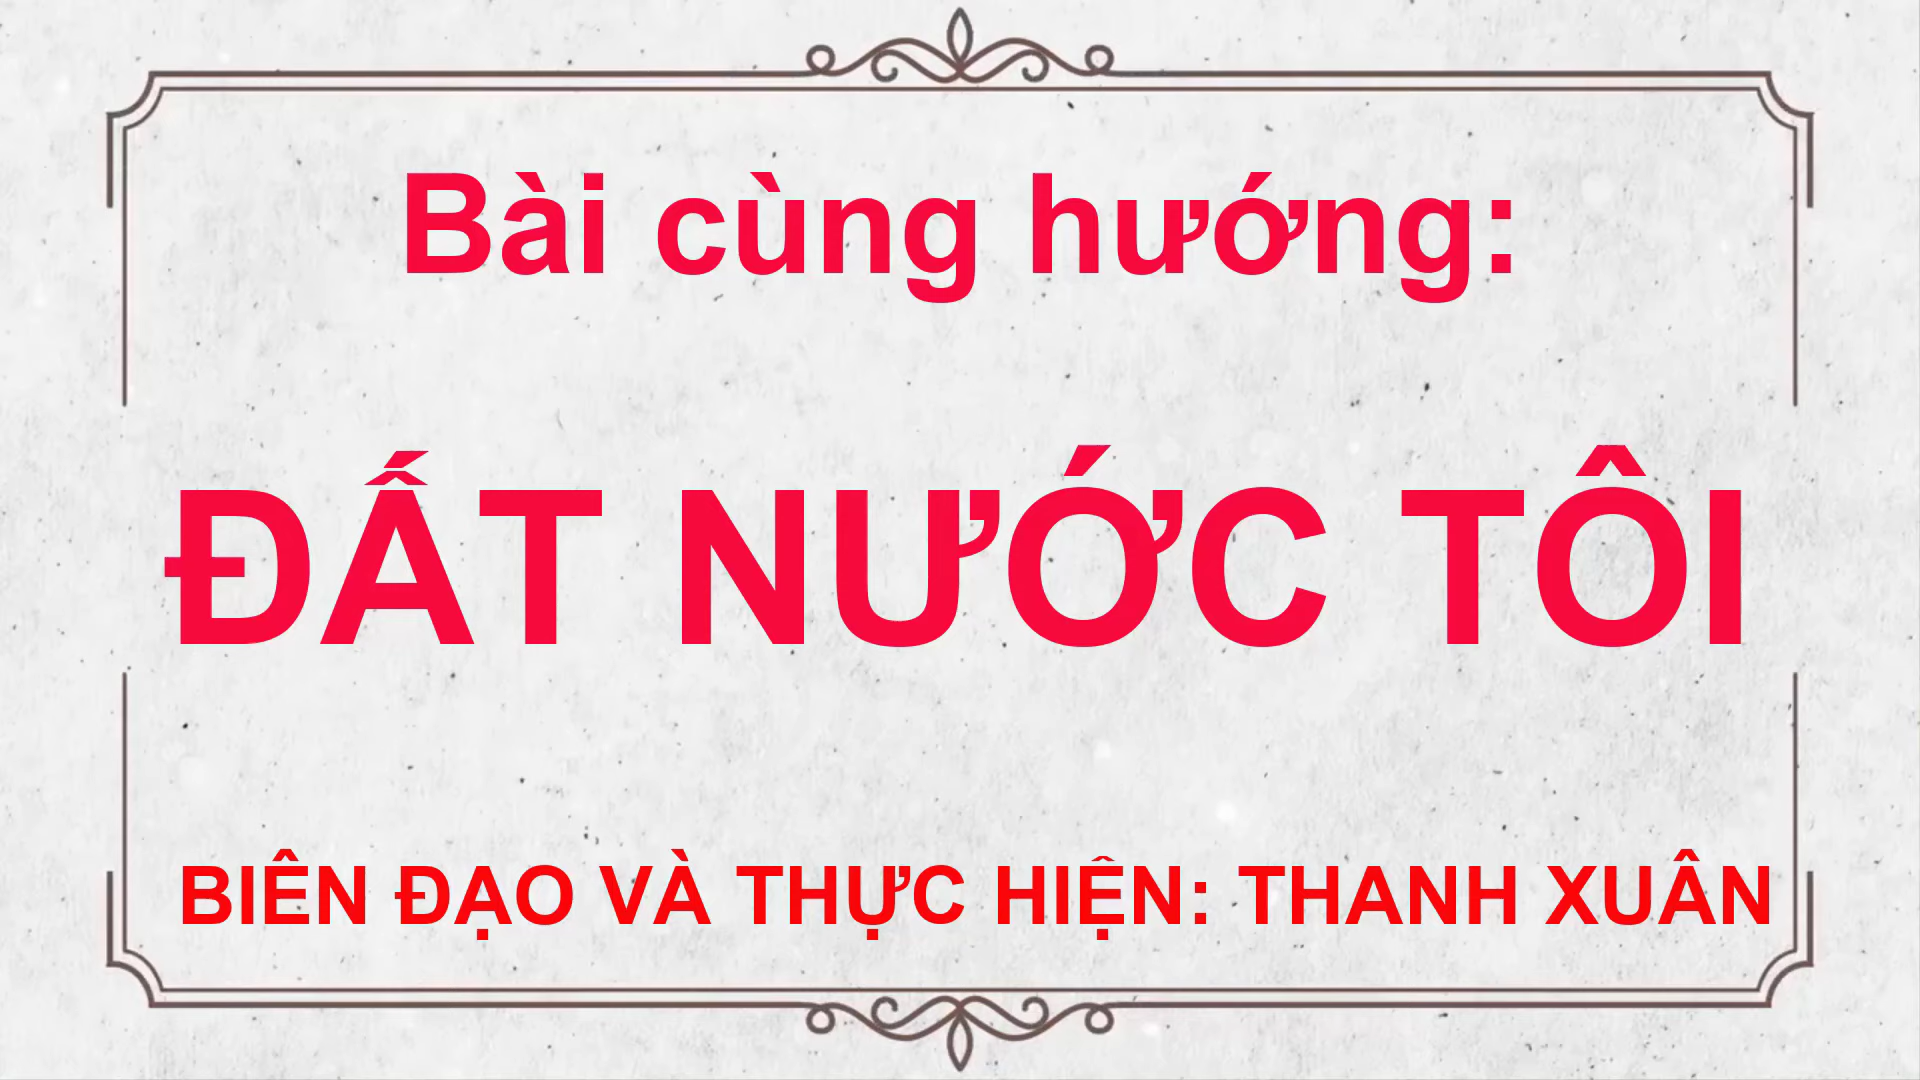 Bài cùng hướng:
ĐẤT NƯỚC TÔI
BIÊN ĐẠO VÀ THỰC HIỆN: THANH XUÂN